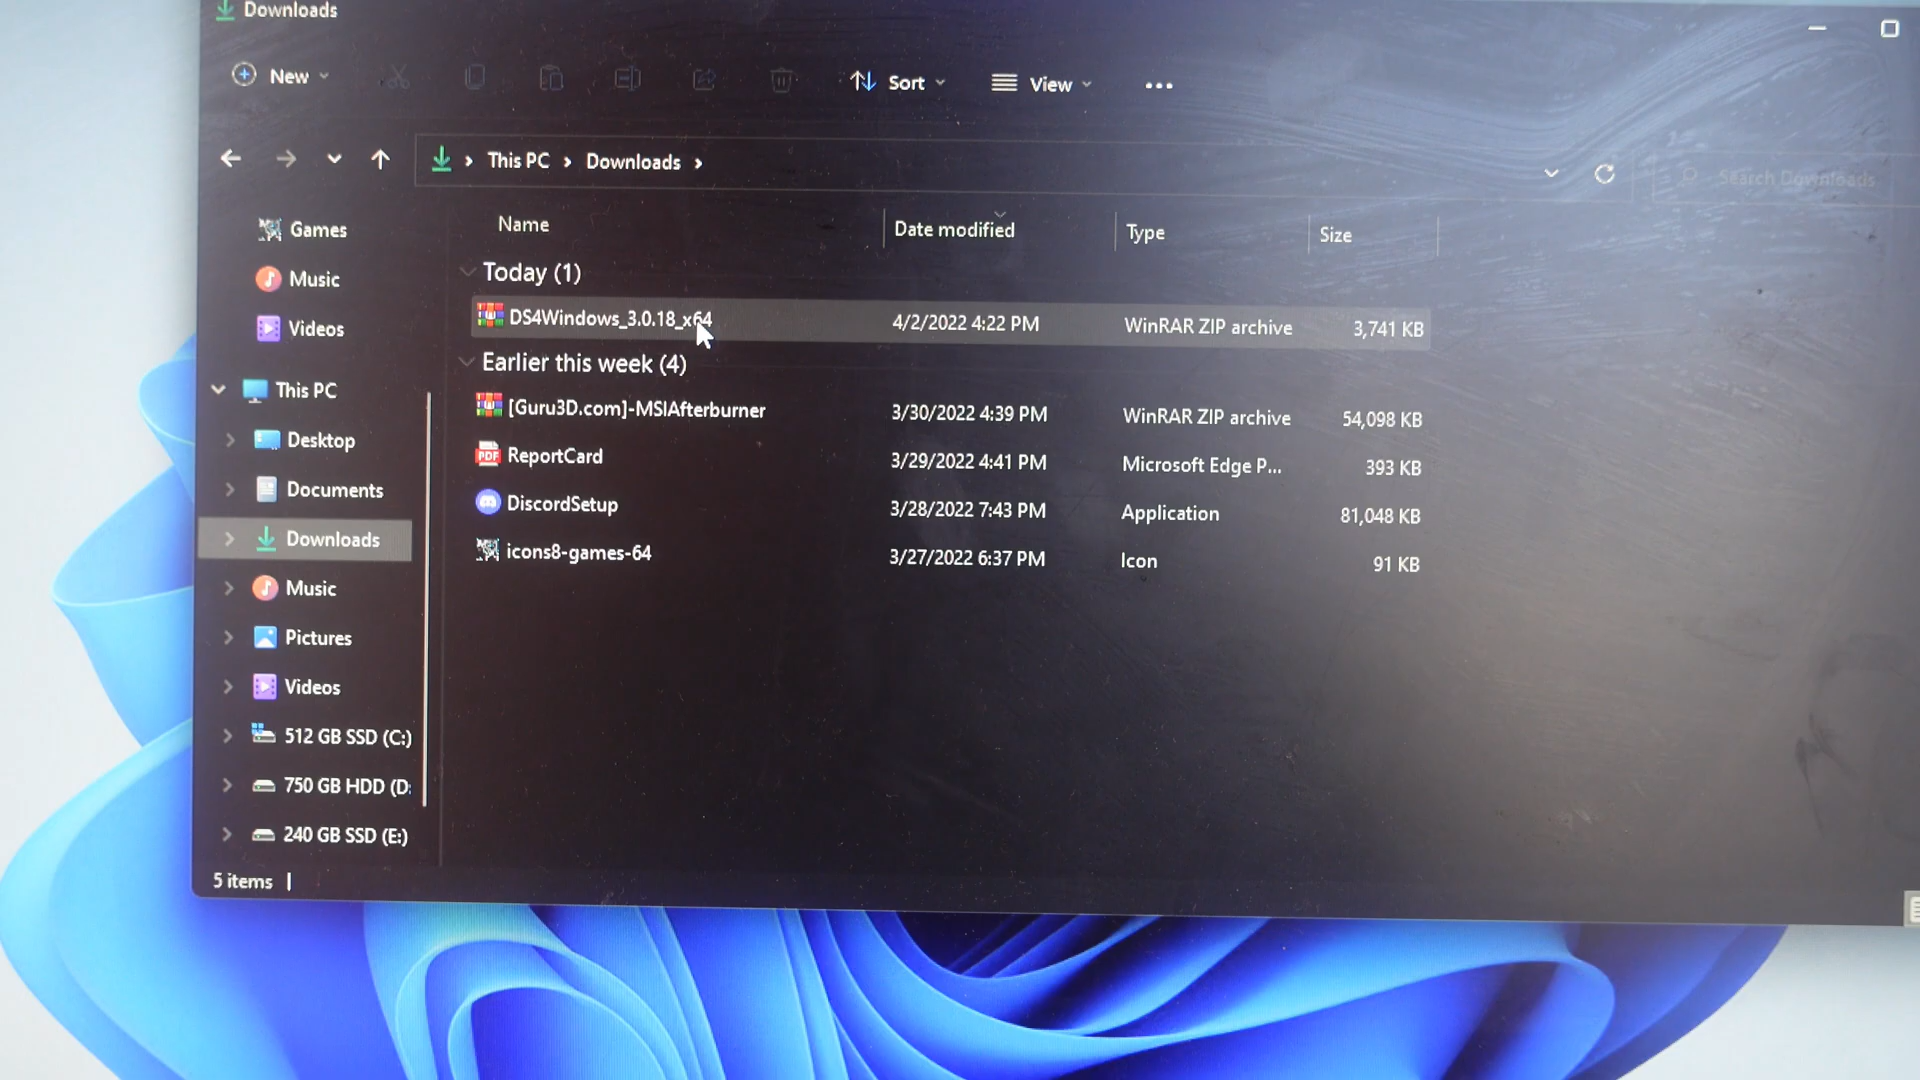 Downloads
New
Sort
View
This PC > Downloads >
Search Downloads
Games
Music
Videos
This PC
Desktop
Documents
Downloads
Music
Pictures
Videos
512 GB SSD (C:)
750 GB HDD (D:
240 GB SSD (E:)
Name Date modified Type Size
Today (1)
DS4Windows_3.0.18_x64 4/2/2022 4:22 PM WinRAR ZIP archive 3,741 KB
Earlier this week (4)
[Guru3D.com]-MSIAfterburner 3/30/2022 4:39 PM WinRAR ZIP archive 54,098 KB
PDF ReportCard 3/29/2022 4:41 PM Microsoft Edge P... 393 KB
DiscordSetup 3/28/2022 7:43 PM Application 81,048 KB
icons8-games-64 3/27/2022 6:37 PM Icon 91 KB
5 items